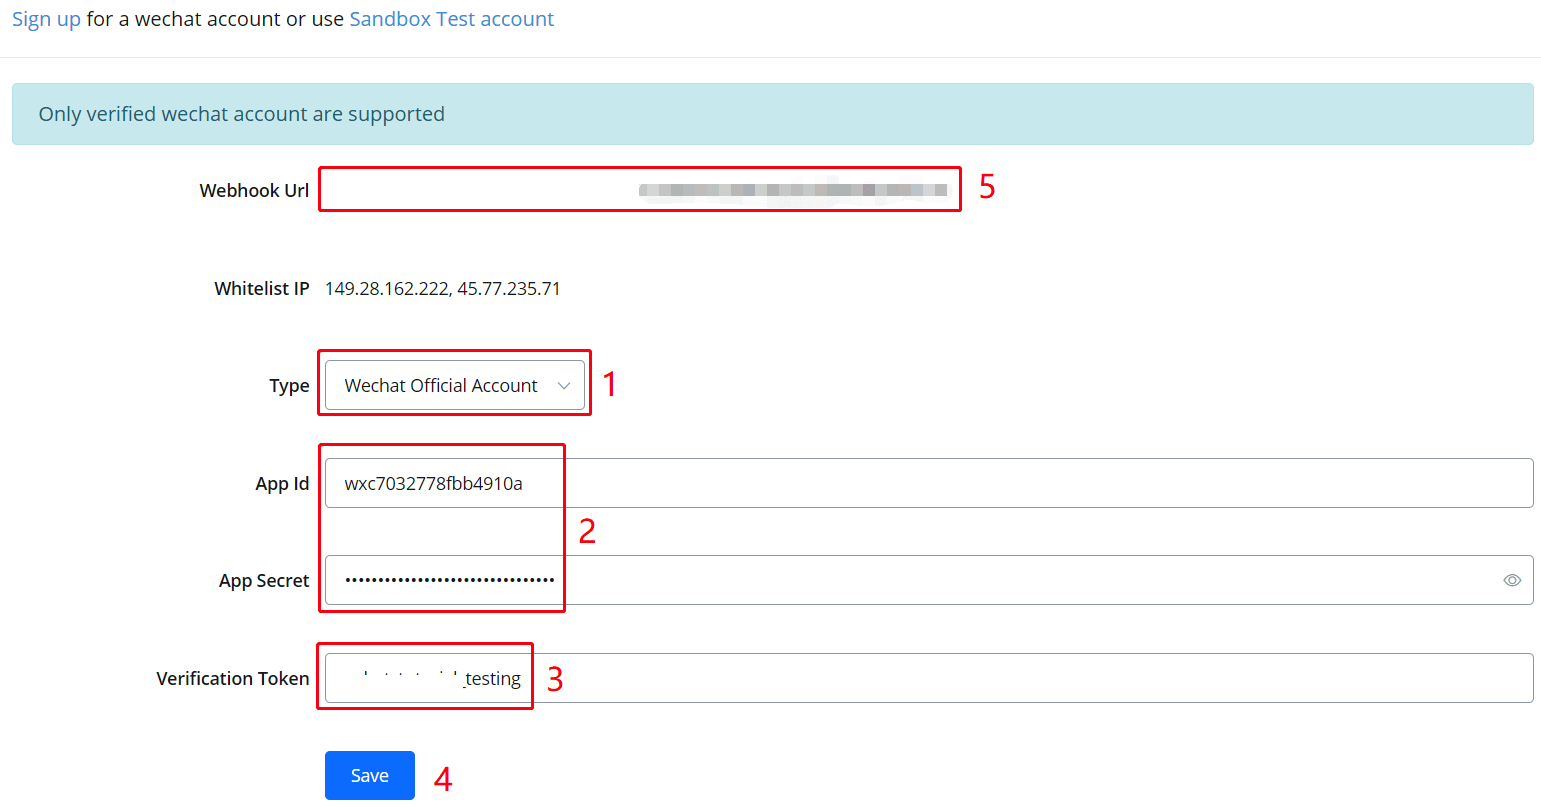 Sign up for a wechat account or use Sandbox Test account
Only verified wechat account are supported
Webhook Url 5
Whitelist IP 149.28.162.222, 45.77.235.71
Type Wechat Official Account 1
App Id wxc7032778fbb4910a
2
App Secret ••••••••••••••••••••••••••••••••
Verification Token _testing 3
Save 4